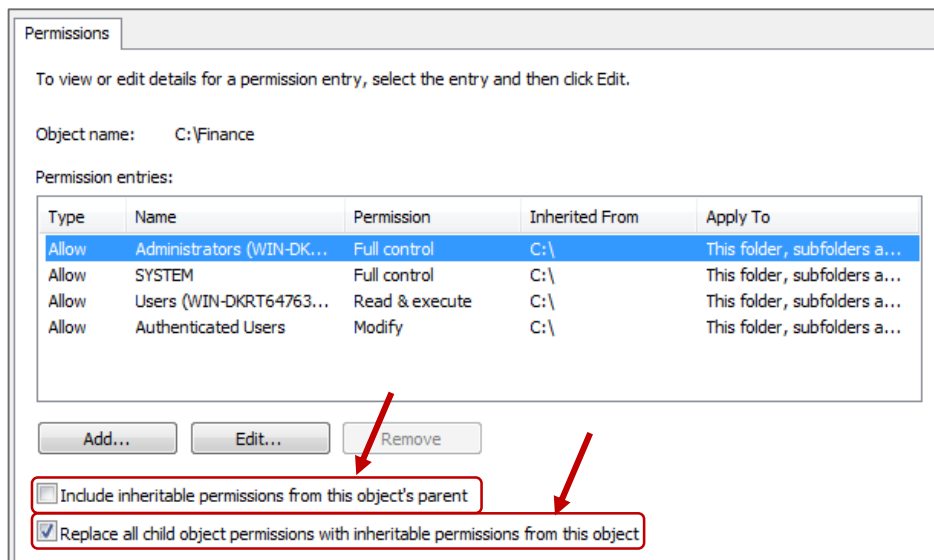 Permissions
To view or edit details for a permission entry, select the entry and then click Edit.
Object name: C:\Finance
Permission entries:
Type Name Permission Inherited From Apply To
Allow Administrators (WIN-DK... Full control C:\ This folder, subfolders a...
Allow SYSTEM Full control C:\ This folder, subfolders a...
Allow Users (WIN-DKRT64763... Read & execute C:\ This folder, subfolders a...
Allow Authenticated Users Modify C:\ This folder, subfolders a...
Add... Edit... Remove
Include inheritable permissions from this object's parent
Replace all child object permissions with inheritable permissions from this object